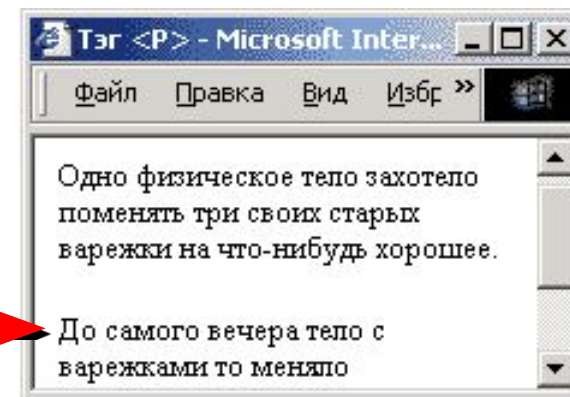 Тэг <P> - Microsoft Inter...
Файл Правка Вид Избр »
Одно физическое тело захотело
поменять три своих старых
варежки на что-нибудь хорошее.
До самого вечера тело с
варежками то меняло